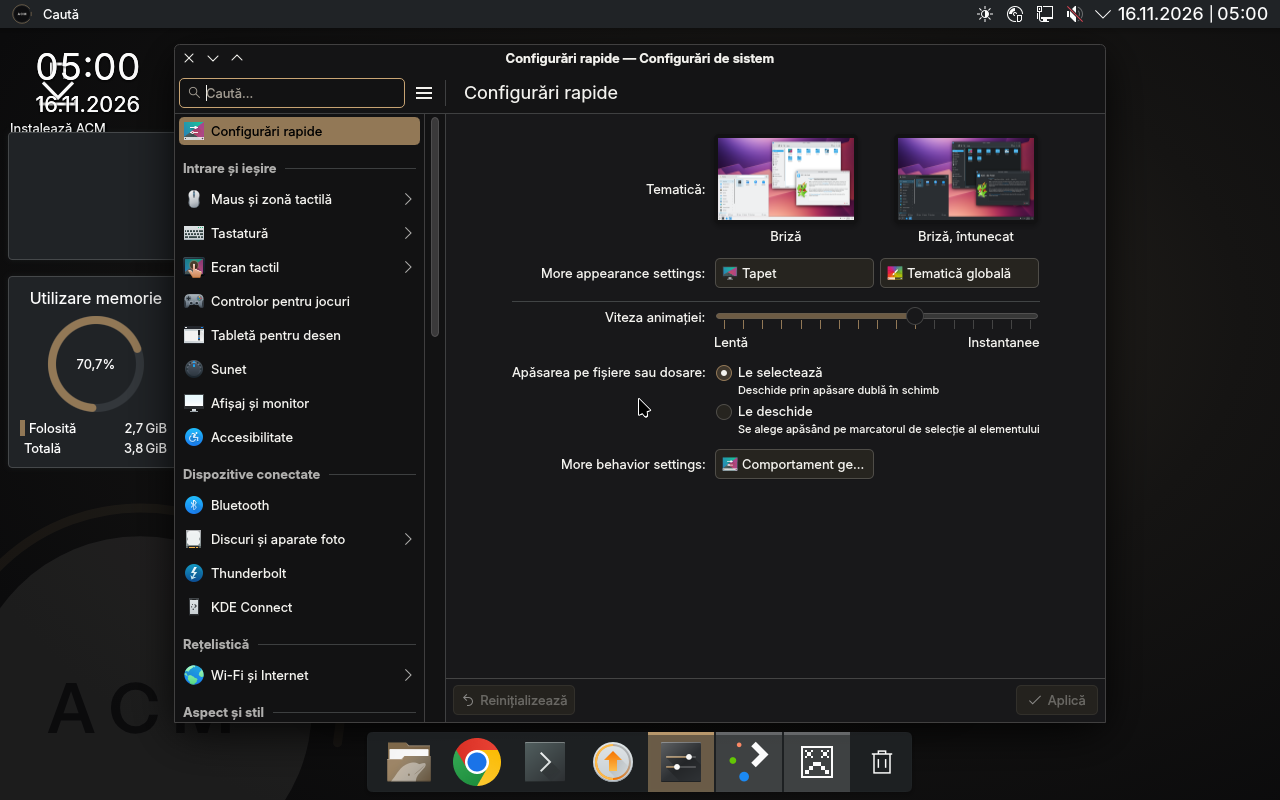 Caută
16.11.2026 | 05:00
05:00
16.11.2026
Instalează ACM
Utilizare memorie
70,7%
Folosită 2,7 GiB
Totală 3,8 GiB
Configurări rapide — Configurări de sistem
Caută...
Configurări rapide
Configurări rapide
Intrare și ieșire
Maus și zonă tactilă
Tastatură
Ecran tactil
Controlor pentru jocuri
Tabletă pentru desen
Sunet
Afișaj și monitor
Accesibilitate
Dispozitive conectate
Bluetooth
Discuri și aparate foto
Thunderbolt
KDE Connect
Rețelistică
Wi-Fi și Internet
Aspect și stil
Tematică:
Briză
Briză, întunecat
More appearance settings:
Tapet
Tematică globală
Viteza animației:
Lentă
Instantanee
Apăsarea pe fișiere sau dosare:
Le selectează
Deschide prin apăsare dublă în schimb
Le deschide
Se alege apăsând pe marcatorul de selecție al elementului
More behavior settings:
Comportament ge...
Reinițializează
Aplică
ACM